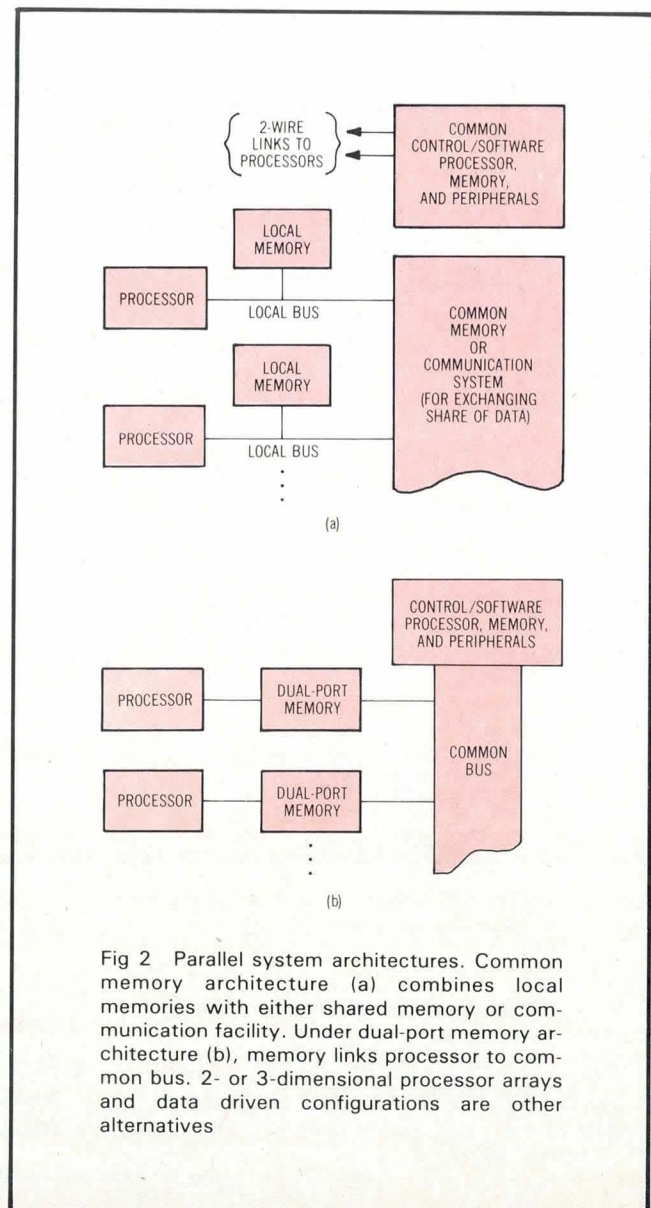 2-WIRE
LINKS TO
PROCESSORS
COMMON
CONTROL/SOFTWARE
PROCESSOR,
MEMORY,
AND PERIPHERALS
LOCAL
MEMORY
PROCESSOR
LOCAL BUS
COMMON
MEMORY
OR
COMMUNICATION
SYSTEM
(FOR EXCHANGING
SHARE OF DATA)
LOCAL
MEMORY
PROCESSOR
LOCAL BUS
(a)
CONTROL/SOFTWARE
PROCESSOR, MEMORY,
AND PERIPHERALS
PROCESSOR
DUAL-PORT
MEMORY
COMMON
BUS
PROCESSOR
DUAL-PORT
MEMORY
(b)
Fig 2 Parallel system architectures. Common
memory architecture (a) combines local
memories with either shared memory or com-
munication facility. Under dual-port memory ar-
chitecture (b), memory links processor to com-
mon bus. 2- or 3-dimensional processor arrays
and data driven configurations are other
alternatives